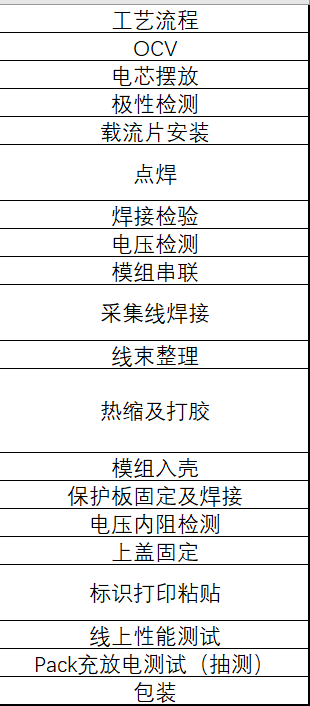 工艺流程
OCV
电芯摆放
极性检测
载流片安装
点焊
焊接检验
电压检测
模组串联
采集线焊接
线束整理
热缩及打胶
模组入壳
保护板固定及焊接
电压内阻检测
上盖固定
标识打印粘贴
线上性能测试
Pack充放电测试（抽测）
包装